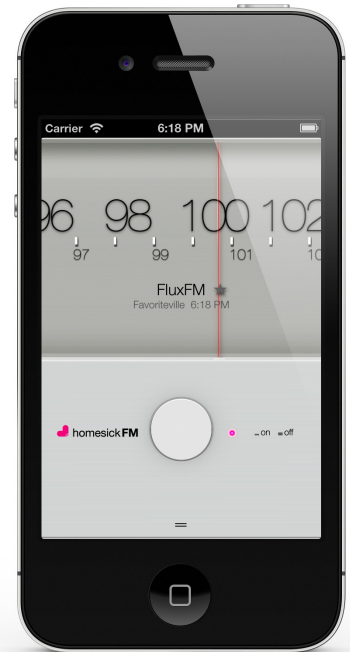 Carrier 6:18 PM
96 98 100 102
97 99 101 10
FluxFM
Favoriteville 6:18 PM
homesickFM
on off